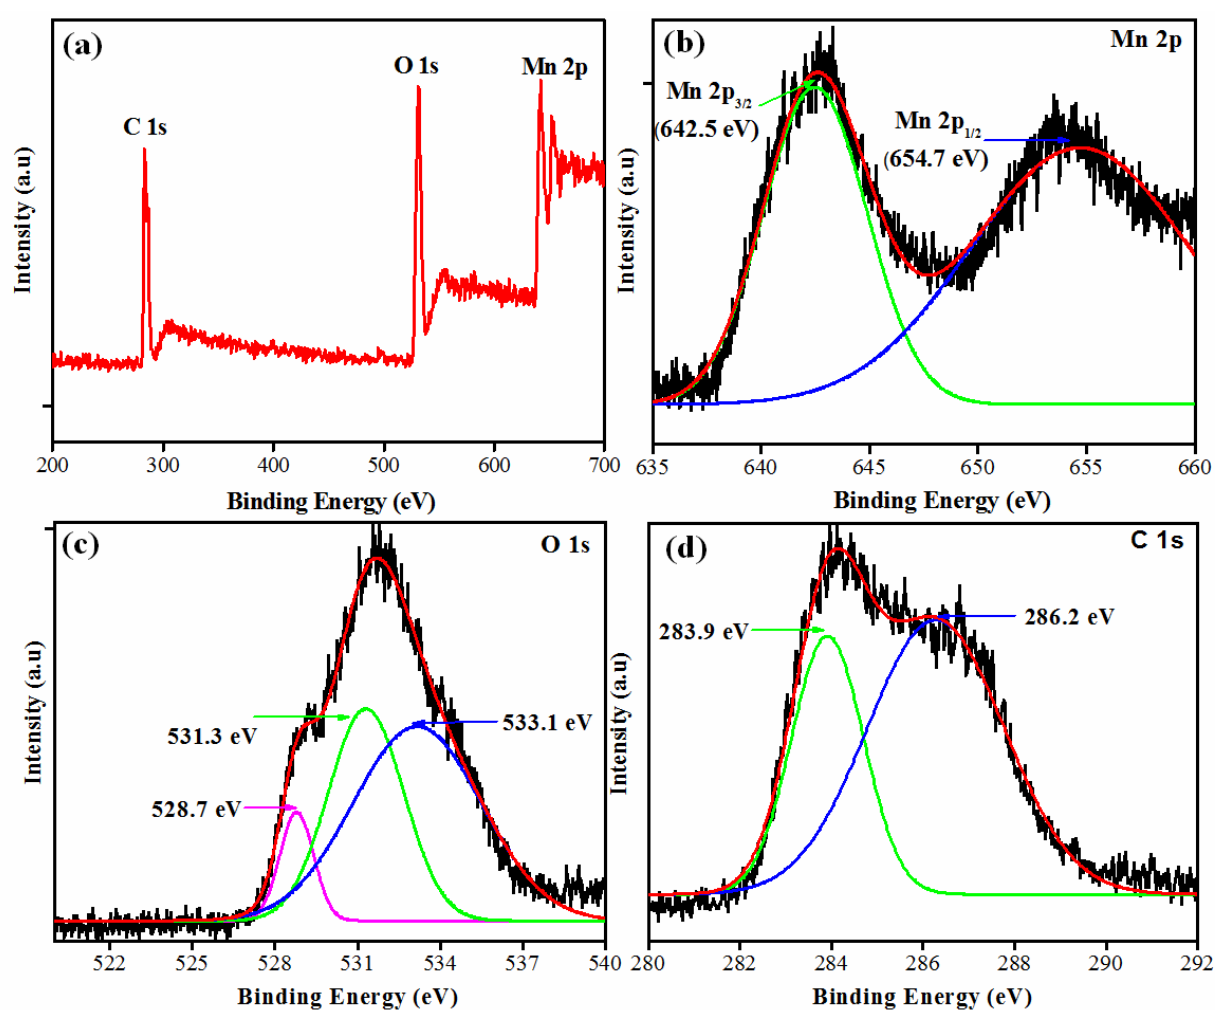 (a)
C 1s
O 1s
Mn 2p
Intensity (a.u)
200 300 400 500 600 700
Binding Energy (eV)
(b)
Mn 2p
Mn 2p3/2
(642.5 eV)
Mn 2p1/2
(654.7 eV)
Intensity (a.u)
635 640 645 650 655 660
Binding Energy (eV)
(c)
O 1s
531.3 eV
533.1 eV
528.7 eV
Intensity (a.u)
522 525 528 531 534 537 540
Binding Energy (eV)
(d)
C 1s
283.9 eV
286.2 eV
Intensity (a.u)
280 282 284 286 288 290 292
Binding Energy (eV)